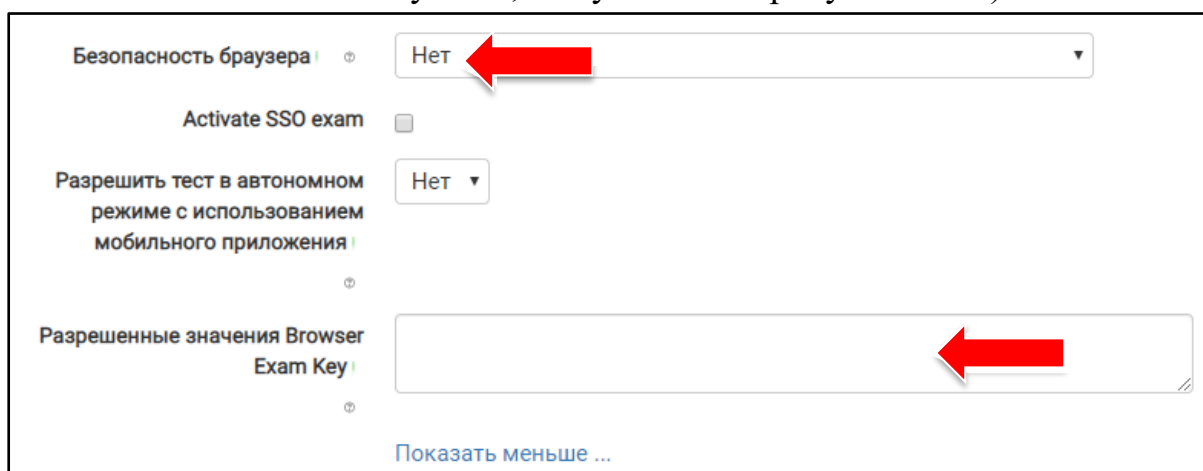 Безопасность браузера
Нет
Activate SSO exam
Разрешить тест в автономном
Нет
режиме с использованием
мобильного приложения
Разрешенные значения Browser
Exam Key
Показать меньше ...